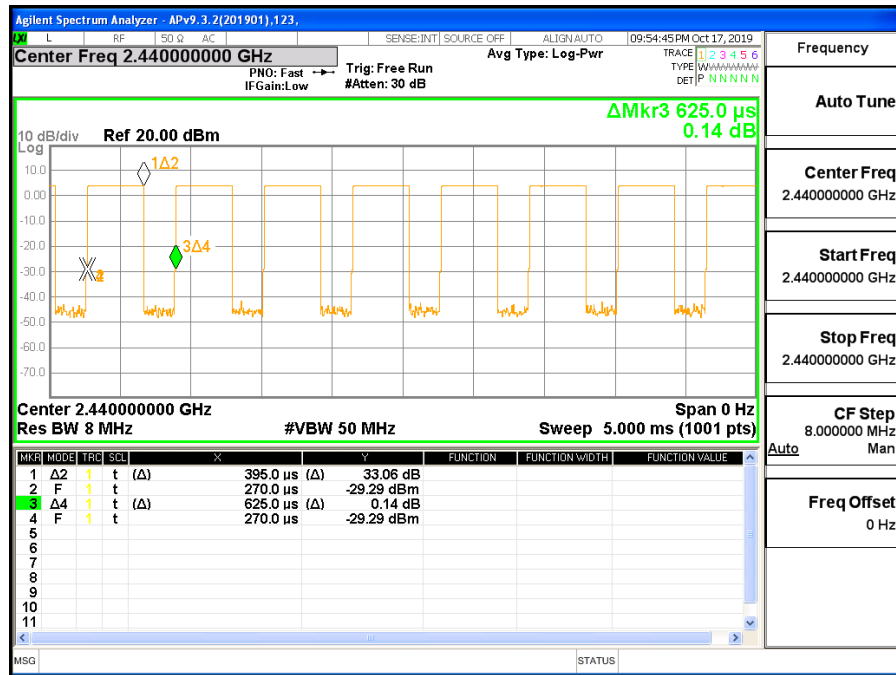 Agilent Spectrum Analyzer - APv9.3.2(201901),123,
LXI L RF 50 Ω AC SENSE:INT SOURCE OFF ALIGN AUTO 09:54:45 PM Oct 17, 2019
Center Freq 2.440000000 GHz
Avg Type: Log-Pwr
TRACE 1 2 3 4 5 6
TYPE WWWWWW
DET P N N N N N
PNO: Fast
IFGain:Low
Trig: Free Run
#Atten: 30 dB
ΔMkr3 625.0 µs
0.14 dB
10 dB/div Ref 20.00 dBm
Log
10.0
0.00
-10.0
-20.0
-30.0
-40.0
-50.0
-60.0
-70.0
1Δ2
3Δ4
Center 2.440000000 GHz Span 0 Hz
Res BW 8 MHz #VBW 50 MHz Sweep 5.000 ms (1001 pts)
MKR MODE TRC SCL X Y FUNCTION FUNCTION WIDTH FUNCTION VALUE
1 Δ2 1 t (Δ) 395.0 µs (Δ) 33.06 dB
2 F 1 t 270.0 µs -29.29 dBm
3 Δ4 1 t (Δ) 625.0 µs (Δ) 0.14 dB
4 F 1 t 270.0 µs -29.29 dBm
5
6
7
8
9
10
11
MSG STATUS
Frequency
Auto Tune
Center Freq
2.440000000 GHz
Start Freq
2.440000000 GHz
Stop Freq
2.440000000 GHz
CF Step
8.000000 MHz
Auto Man
Freq Offset
0 Hz